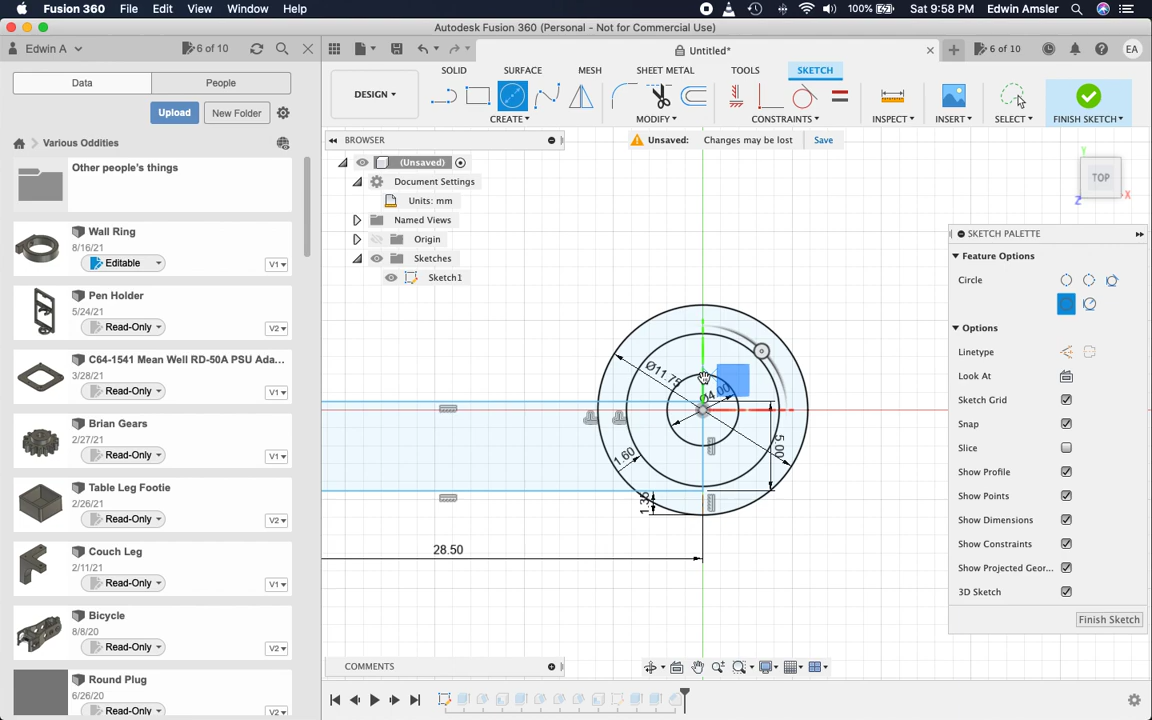 Fusion 360 File Edit View Window Help 100% Sat 9:58 PM Edwin Amsler
Autodesk Fusion 360 (Personal - Not for Commercial Use)
Edwin A 6 of 10 Untitled* 6 of 10 EA
Data People
Upload New Folder
Various Oddities
Other people's things
Wall Ring
8/16/21
Editable V1
Pen Holder
5/24/21
Read-Only V2
C64-1541 Mean Well RD-50A PSU Ada...
3/28/21
Read-Only V1
Brian Gears
2/27/21
Read-Only V1
Table Leg Footie
2/26/21
Read-Only V2
Couch Leg
2/11/21
Read-Only V1
Bicycle
8/8/20
Read-Only V2
Round Plug
6/26/20
Read-Only V2
DESIGN
SOLID SURFACE MESH SHEET METAL TOOLS SKETCH
CREATE MODIFY CONSTRAINTS INSPECT INSERT SELECT FINISH SKETCH
BROWSER
Unsaved: Changes may be lost Save
(Unsaved)
Document Settings
Units: mm
Named Views
Origin
Sketches
Sketch1
Y
TOP
X
Z
Ø11.75
Ø4.00
5.00
1.60
1.35
28.50
SKETCH PALETTE
Feature Options
Circle
Options
Linetype
Look At
Sketch Grid
Snap
Slice
Show Profile
Show Points
Show Dimensions
Show Constraints
Show Projected Geor...
3D Sketch
Finish Sketch
COMMENTS